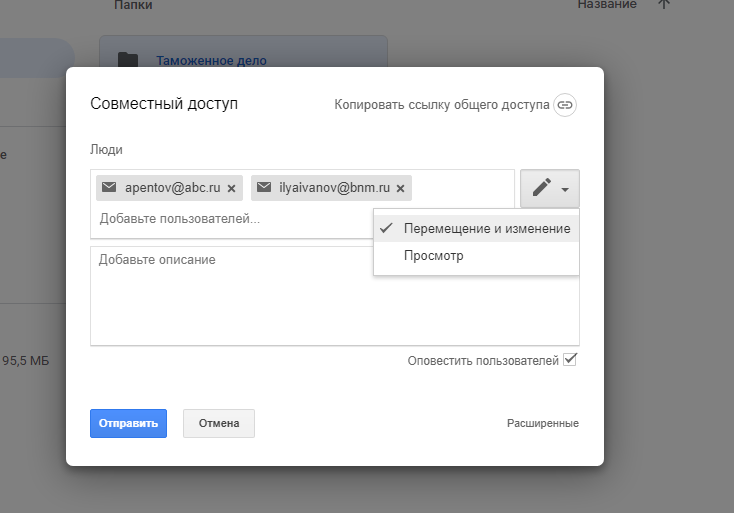 Папки
Название
Таможенное дело
Совместный доступ
Копировать ссылку общего доступа
е
Люди
apentov@abc.ru
ilyaivanov@bnm.ru
Добавьте пользователей...
Перемещение и изменение
Просмотр
Добавьте описание
95,5 МБ
Оповестить пользователей
Отправить
Отмена
Расширенные